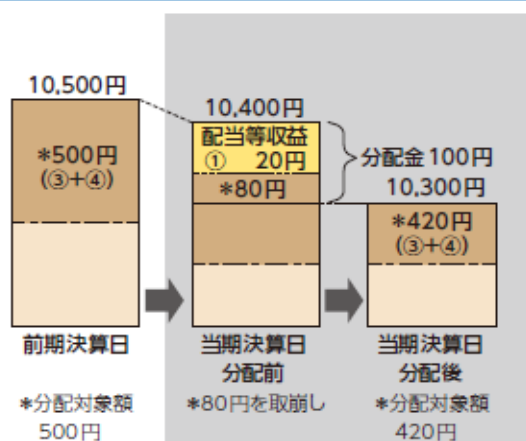 10,500円
*500円
(③+④)
前期決算日
*分配対象額
500円
10,400円
配当等収益
① 20円
*80円
当期決算日
分配前
*80円を取崩し
分配金100円
10,300円
*420円
(③+④)
当期決算日
分配後
*分配対象額
420円